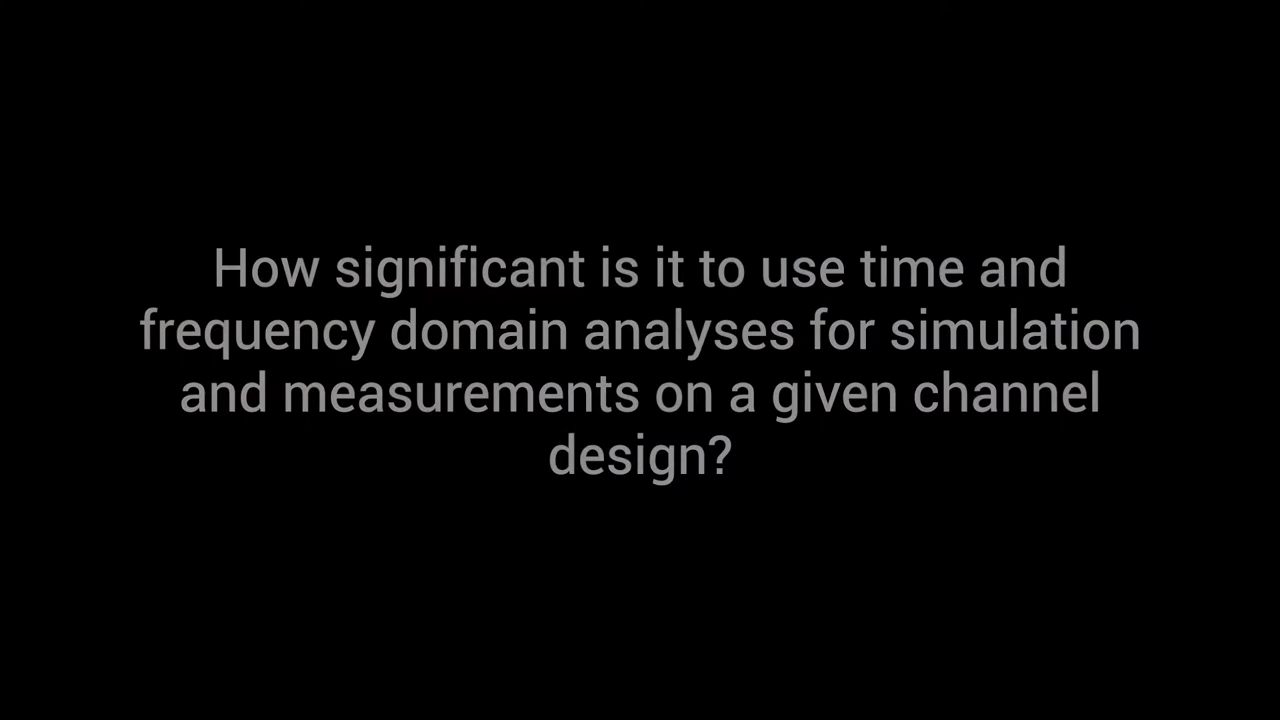 How significant is it to use time and
frequency domain analyses for simulation
and measurements on a given channel
design?